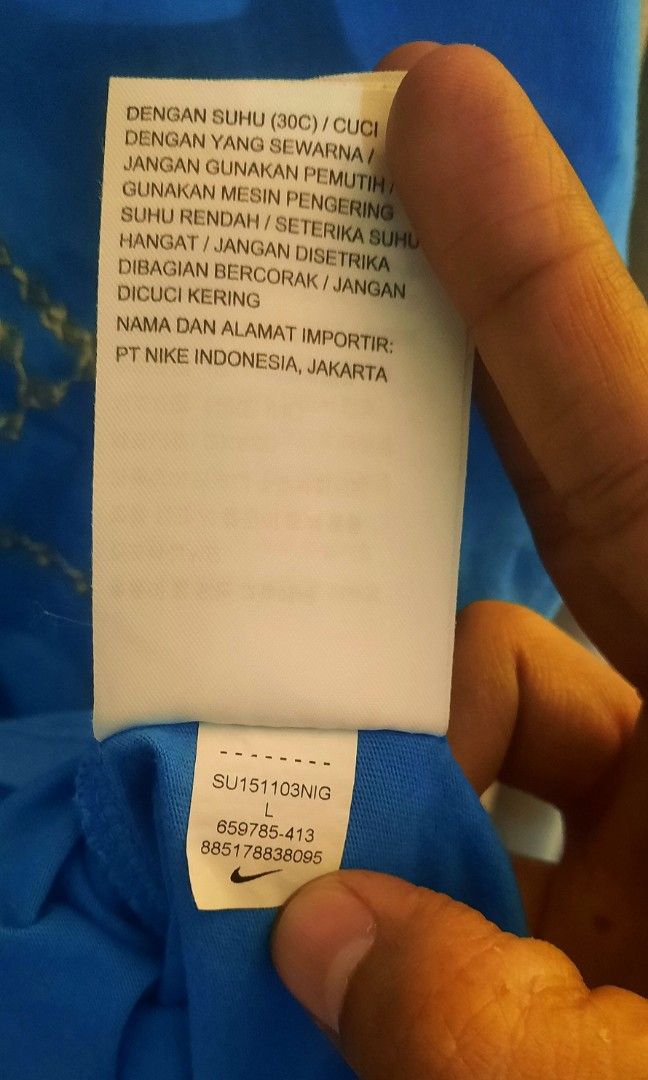 DENGAN SUHU (30C) / CUCI
DENGAN YANG SEWARNA /
JANGAN GUNAKAN PEMUTIH /
GUNAKAN MESIN PENGERING
SUHU RENDAH / SETERIKA SUHU
HANGAT / JANGAN DISETRIKA
DIBAGIAN BERCORAK / JANGAN
DICUCI KERING
NAMA DAN ALAMAT IMPORTIR:
PT NIKE INDONESIA, JAKARTA
---------
SU151103NIG
L
659785-413
885178838095